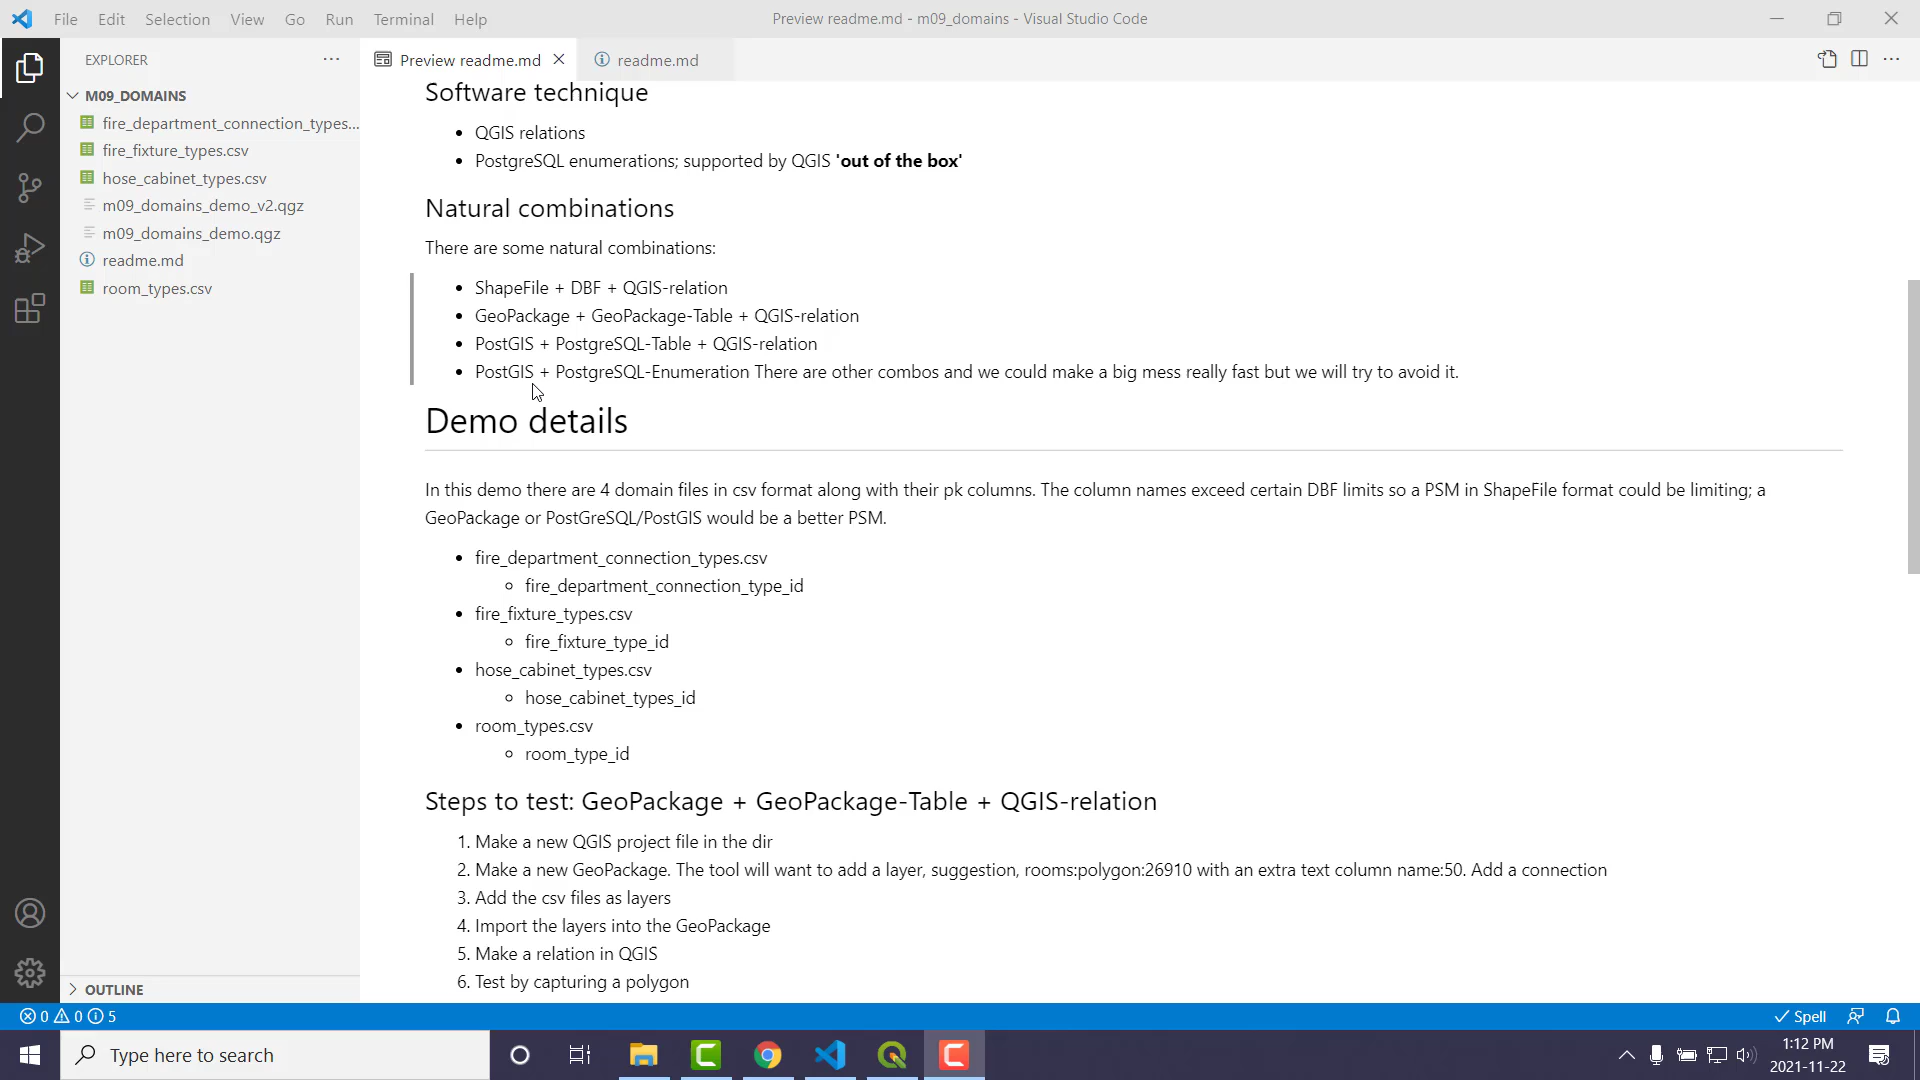 File Edit Selection View Go Run Terminal Help
Preview readme.md - m09_domains - Visual Studio Code
EXPLORER
Preview readme.md
readme.md
M09_DOMAINS
fire_department_connection_types...
fire_fixture_types.csv
hose_cabinet_types.csv
m09_domains_demo_v2.qgz
m09_domains_demo.qgz
readme.md
room_types.csv
OUTLINE
Software technique
• QGIS relations
• PostgreSQL enumerations; supported by QGIS 'out of the box'
Natural combinations
There are some natural combinations:
• ShapeFile + DBF + QGIS-relation
• GeoPackage + GeoPackage-Table + QGIS-relation
• PostGIS + PostgreSQL-Table + QGIS-relation
• PostGIS + PostgreSQL-Enumeration There are other combos and we could make a big mess really fast but we will try to avoid it.
Demo details
In this demo there are 4 domain files in csv format along with their pk columns. The column names exceed certain DBF limits so a PSM in ShapeFile format could be limiting; a
GeoPackage or PostGreSQL/PostGIS would be a better PSM.
• fire_department_connection_types.csv
◦ fire_department_connection_type_id
• fire_fixture_types.csv
◦ fire_fixture_type_id
• hose_cabinet_types.csv
◦ hose_cabinet_types_id
• room_types.csv
◦ room_type_id
Steps to test: GeoPackage + GeoPackage-Table + QGIS-relation
1. Make a new QGIS project file in the dir
2. Make a new GeoPackage. The tool will want to add a layer, suggestion, rooms:polygon:26910 with an extra text column name:50. Add a connection
3. Add the csv files as layers
4. Import the layers into the GeoPackage
5. Make a relation in QGIS
6. Test by capturing a polygon
0 0 5
Spell
Type here to search
1:12 PM
2021-11-22